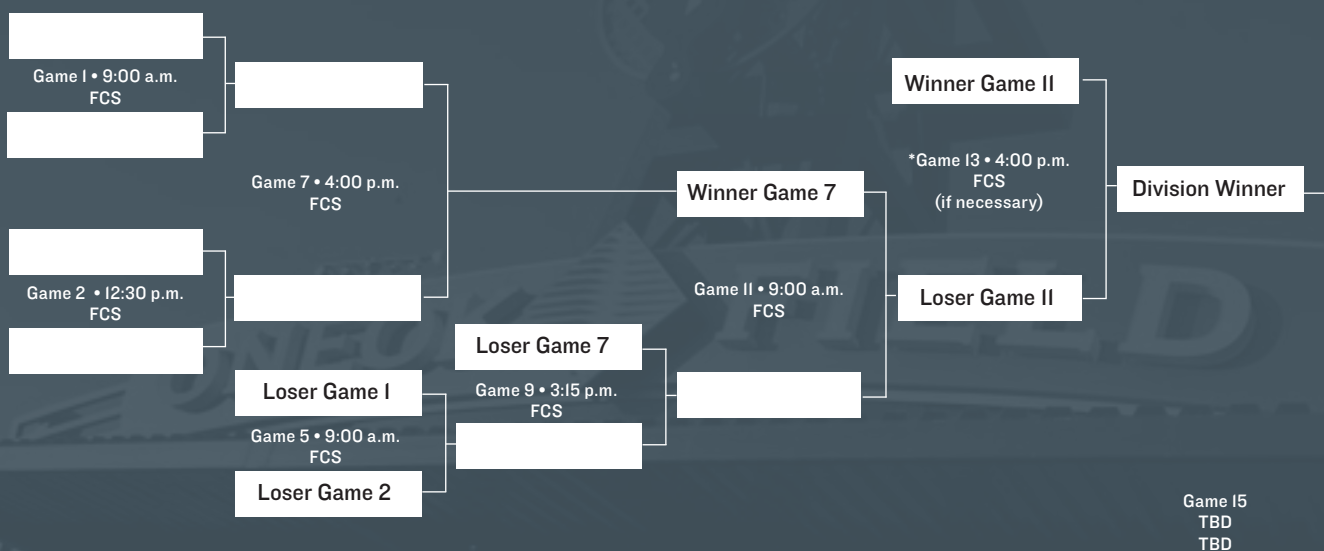 Game 1 • 9:00 a.m.
FCS
Game 7 • 4:00 p.m.
FCS
Game 2 • 12:30 p.m.
FCS
Loser Game 1
Game 5 • 9:00 a.m.
FCS
Loser Game 2
Loser Game 7
Game 9 • 3:15 p.m.
FCS
Winner Game 7
Game 11 • 9:00 a.m.
FCS
Winner Game 11
*Game 13 • 4:00 p.m.
FCS
(if necessary)
Loser Game 11
Division Winner
Game 15
TBD
TBD
FIELD